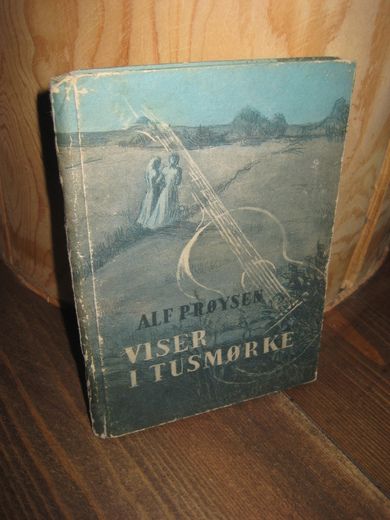 ALF PRØYSEN
VISER
I TUSMØRKE